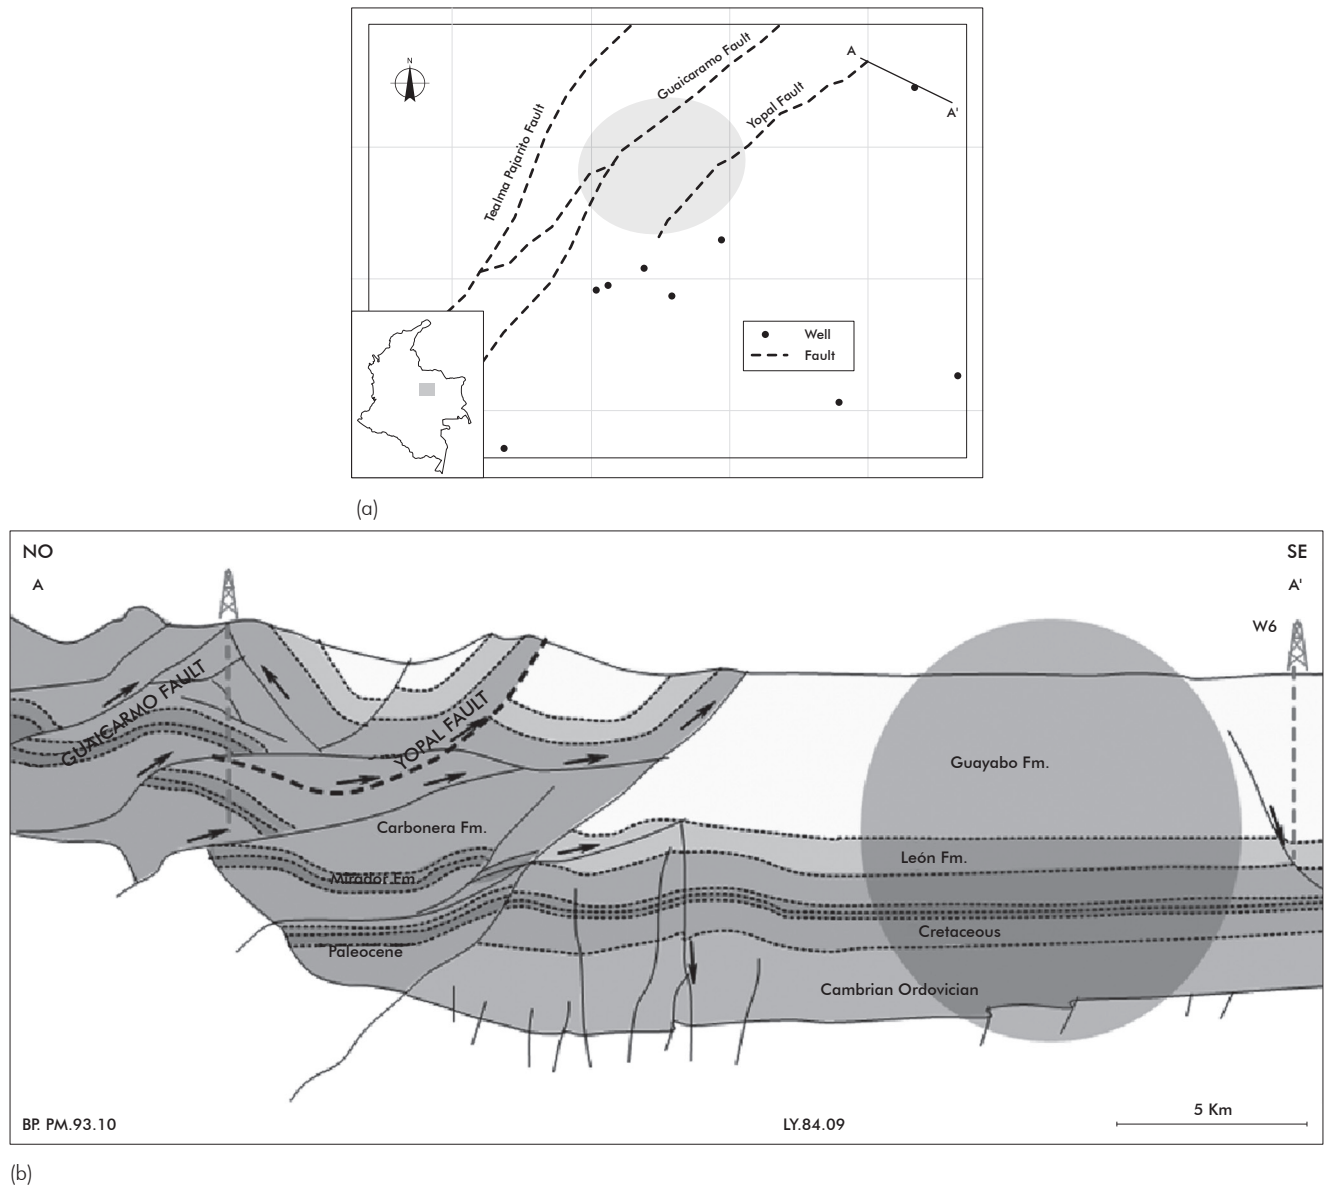 N
Tealma Pajarito Fault
Guaicaramo Fault
Yopal Fault
A
A'
Well
Fault
(a)
NO
SE
A
A'
W6
GUAICARMO FAULT
YOPAL FAULT
Guayabo Fm.
Carbonera Fm.
León Fm.
Mirador Fm
Cretaceous
Paleocene
Cambrian Ordovician
5 Km
BP. PM.93.10
LY.84.09
(b)